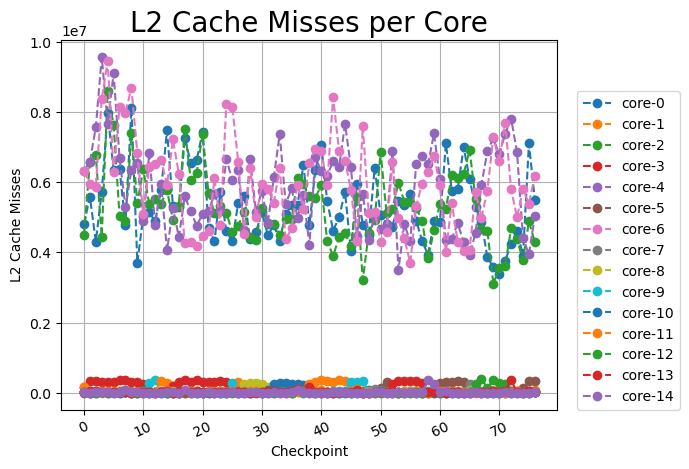 L2 Cache Misses per Core
1e7
1.0
0.8
0.6
0.4
0.2
0.0
L2 Cache Misses
0
10
20
30
40
50
60
70
Checkpoint
core-0
core-1
core-2
core-3
core-4
core-5
core-6
core-7
core-8
core-9
core-10
core-11
core-12
core-13
core-14